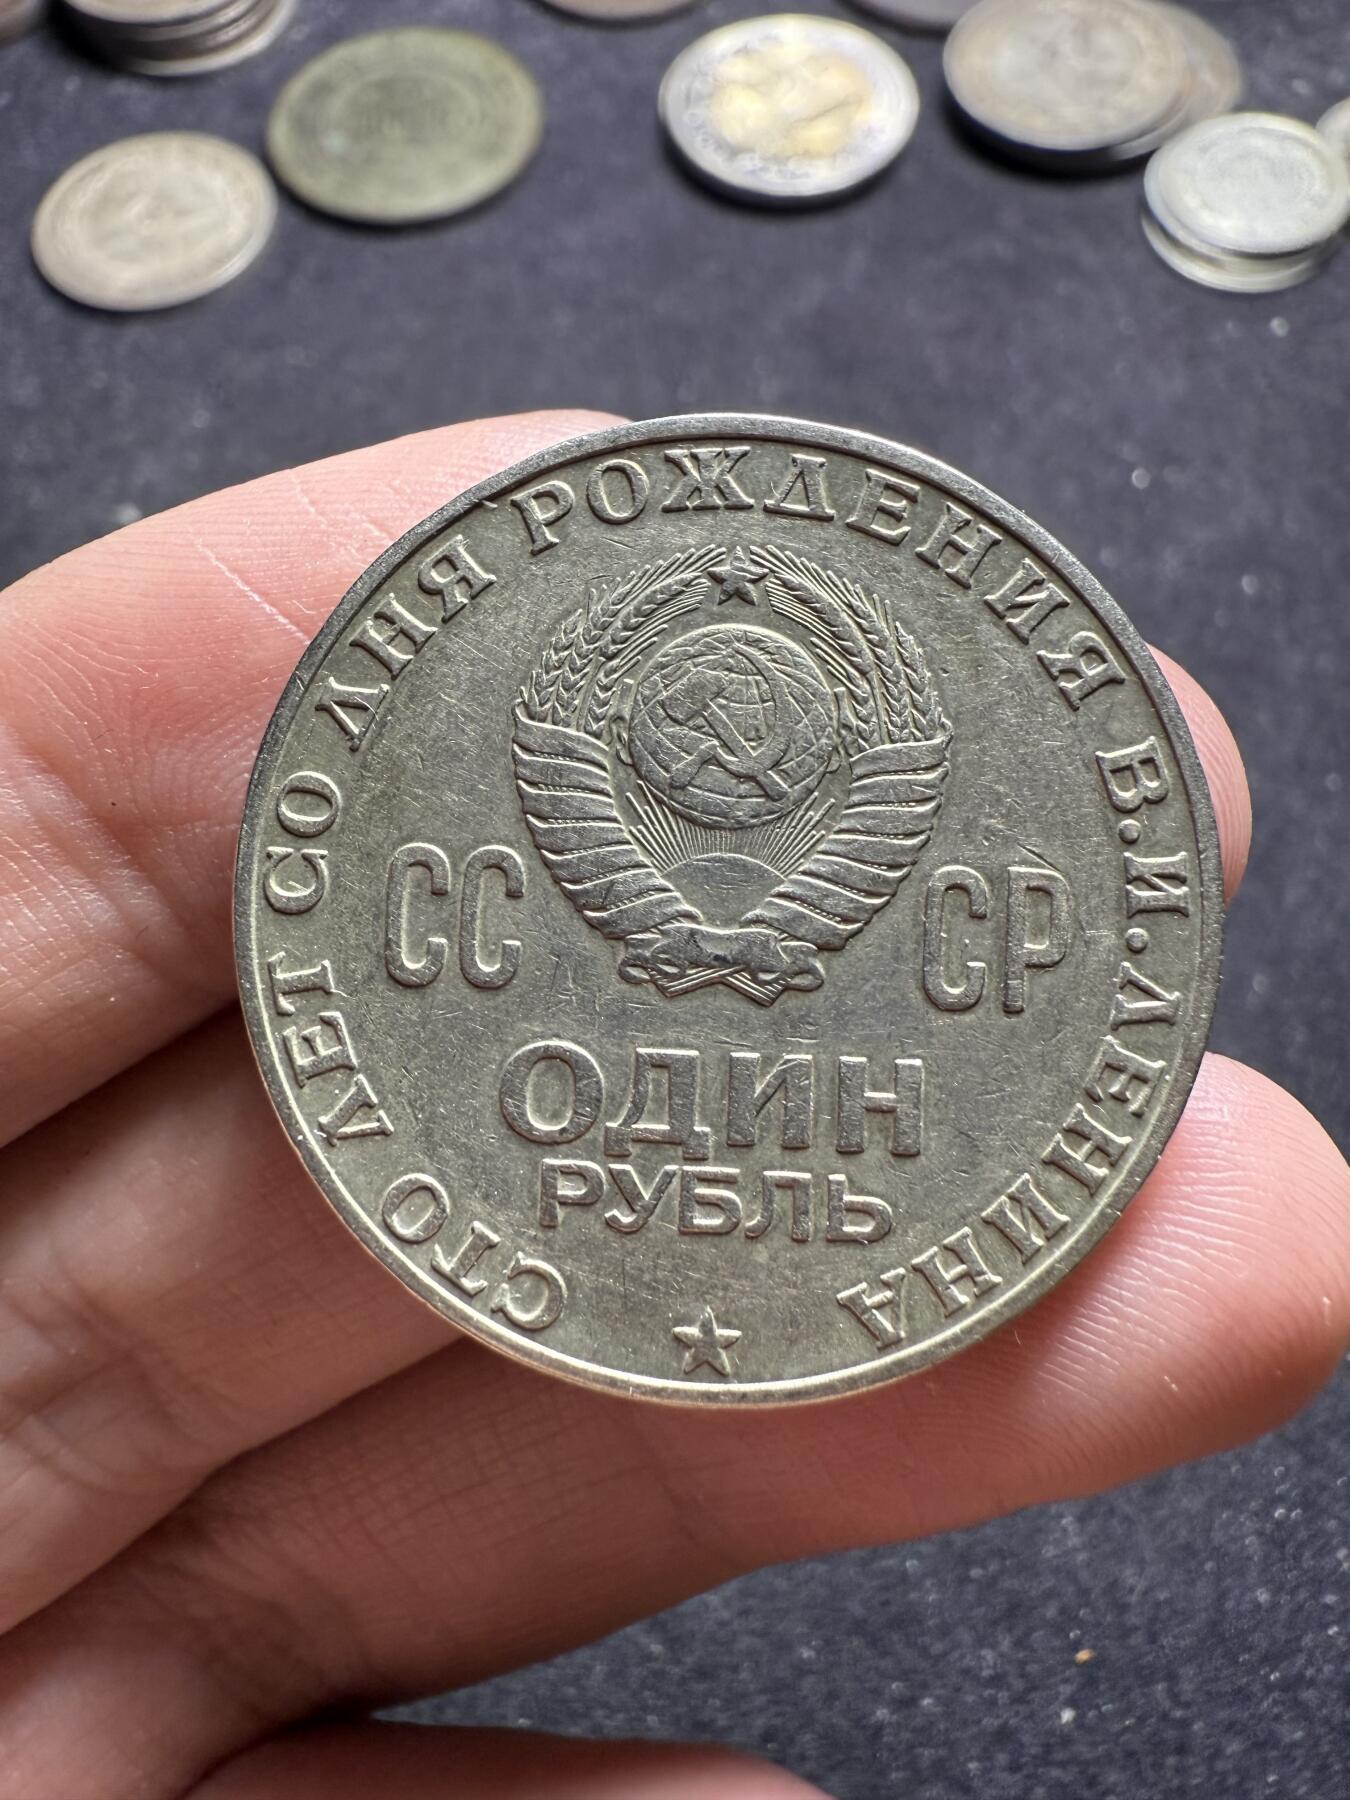 СТО ЛЕТ СО ДНЯ РОЖДЕНИЯ В.И.ЛЕНИНА
СС СР
ОДИН
РУБЛЬ